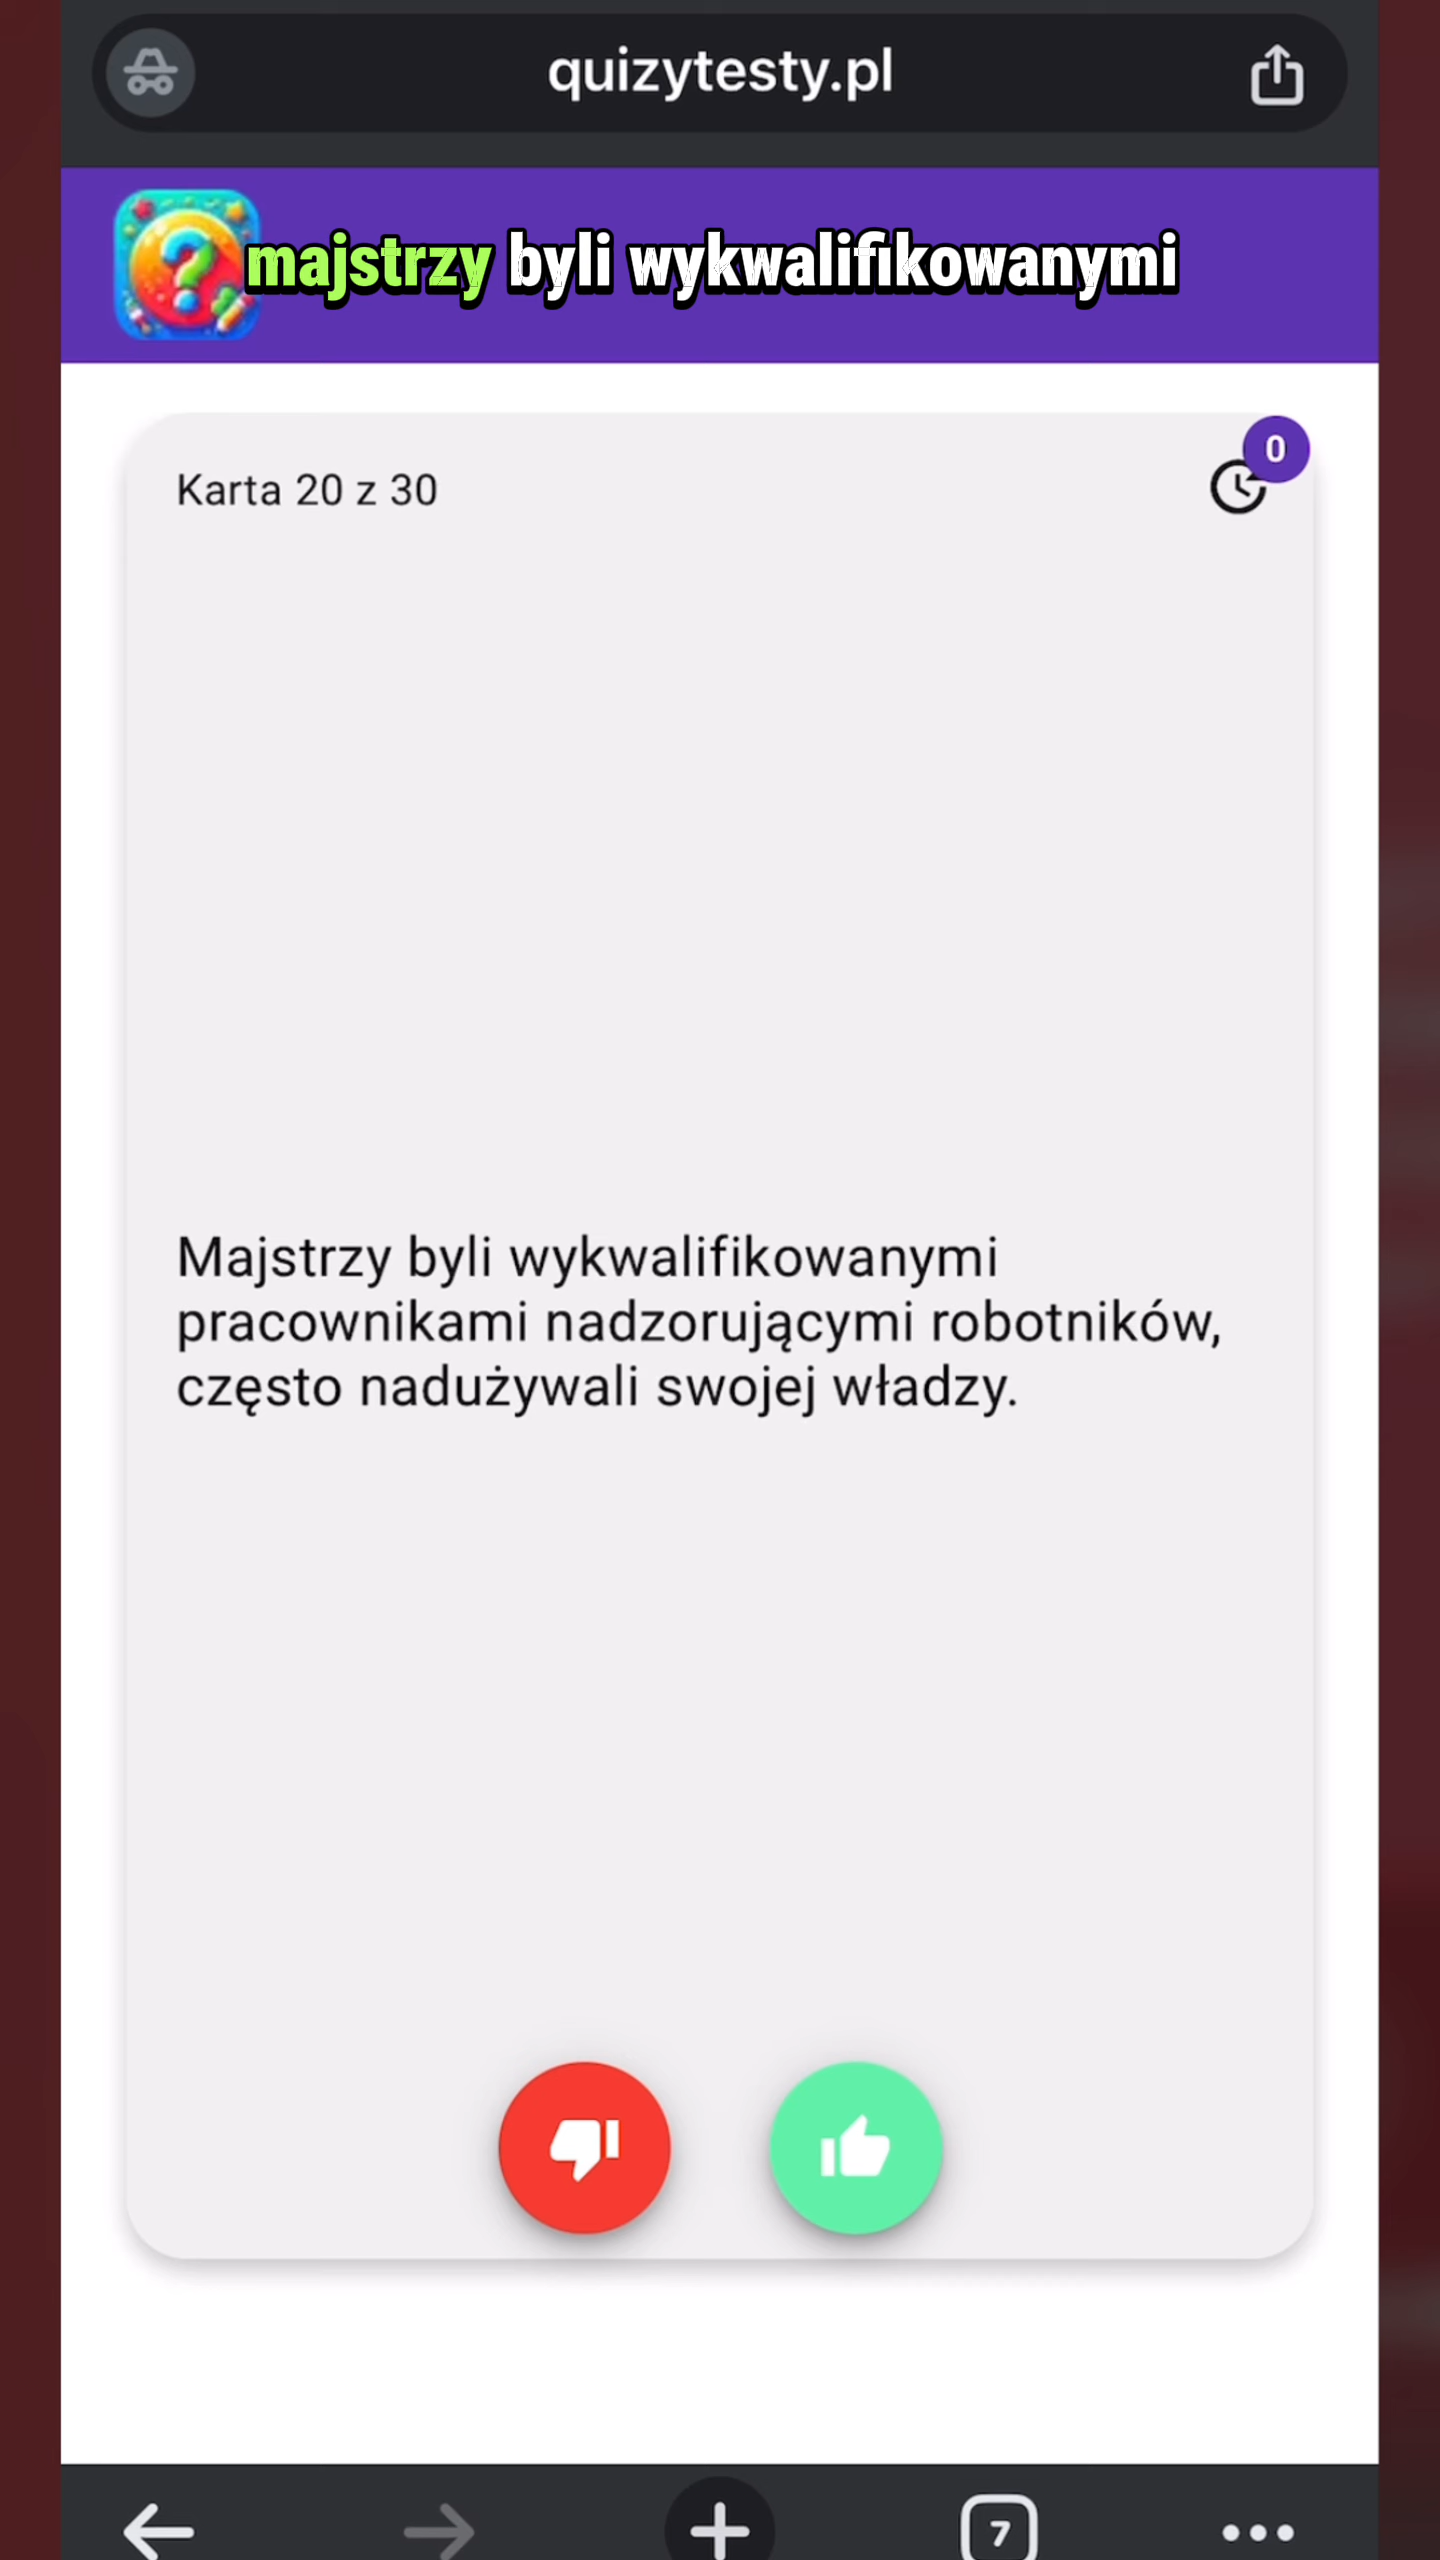 quizytesty.pl
majstrzy byli wykwalifikowanymi
Karta 20 z 30
0
Majstrzy byli wykwalifikowanymi
pracownikami nadzorującymi robotników,
często nadużywali swojej władzy.
7